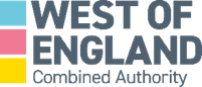 WEST OF
ENGLAND
Combined Authority